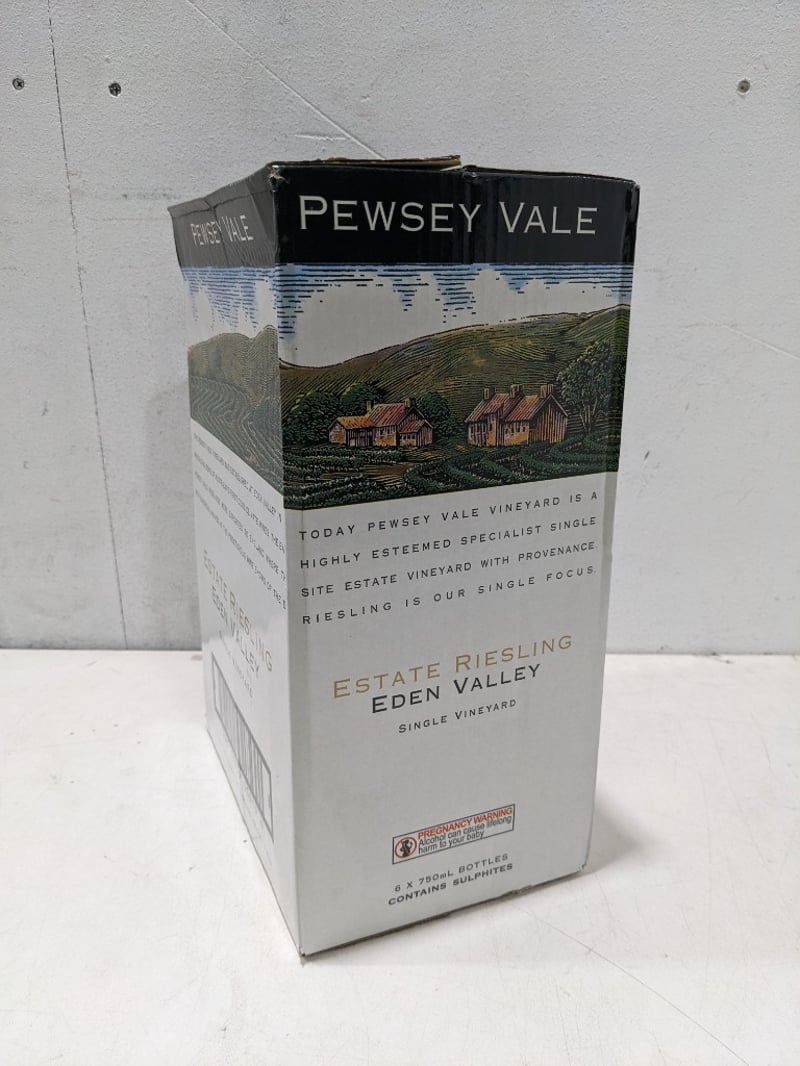 PEWSEY VALE
PEWSEY VALE
TODAY PEWSEY VALE VINEYARD IS A
HIGHLY ESTEEMED SPECIALIST SINGLE
SITE ESTATE VINEYARD WITH PROVENANCE.
RIESLING IS OUR SINGLE FOCUS.
ESTATE RIESLING
EDEN VALLEY
SINGLE VINEYARD
PREGNANCY WARNING
Alcohol can cause lifelong
harm to your baby
6 X 750mL BOTTLES
CONTAINS SULPHITES
ESTATE RIESLING
EDEN VALLEY